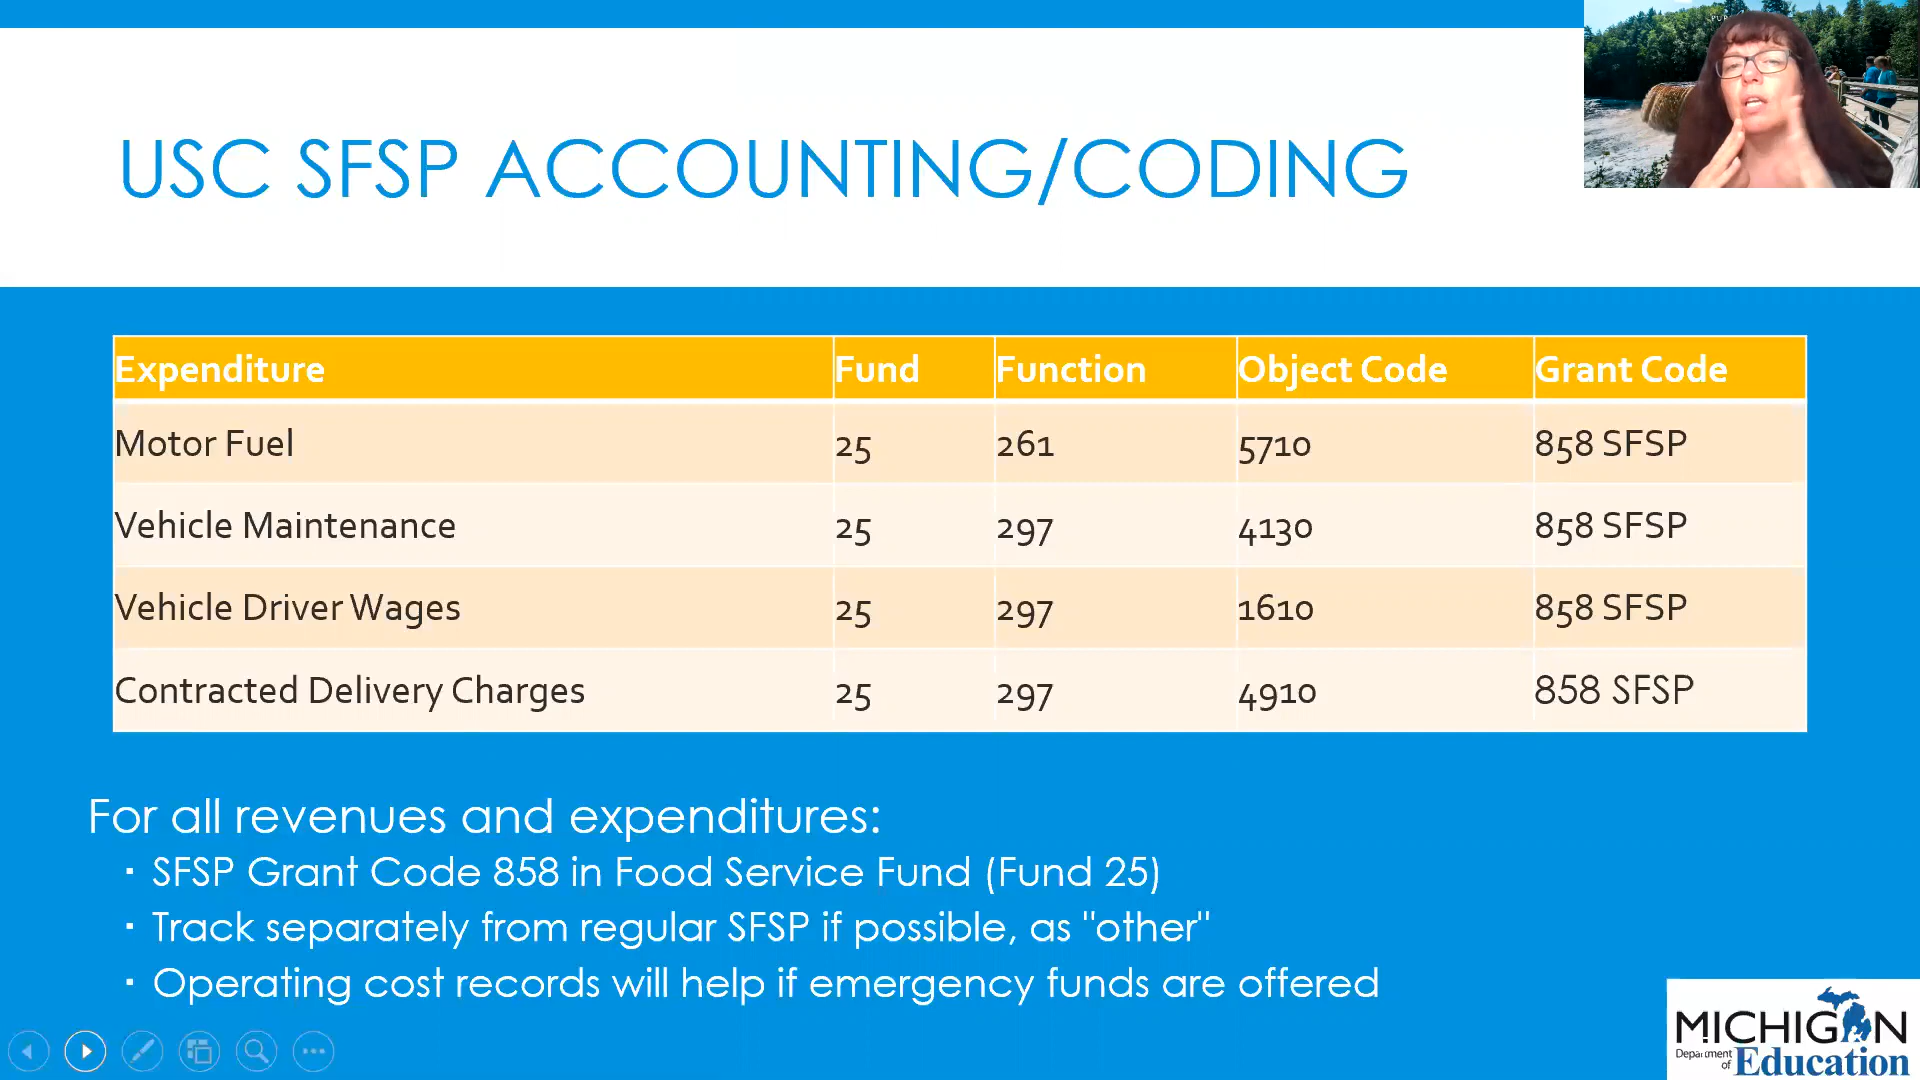 USC SFSP ACCOUNTING/CODING
Expenditure Fund Function Object Code Grant Code
Motor Fuel 25 261 5710 858 SFSP
Vehicle Maintenance 25 297 4130 858 SFSP
Vehicle Driver Wages 25 297 1610 858 SFSP
Contracted Delivery Charges 25 297 4910 858 SFSP
For all revenues and expenditures:
· SFSP Grant Code 858 in Food Service Fund (Fund 25)
· Track separately from regular SFSP if possible, as "other"
· Operating cost records will help if emergency funds are offered
MICHIGAN
Department of Education